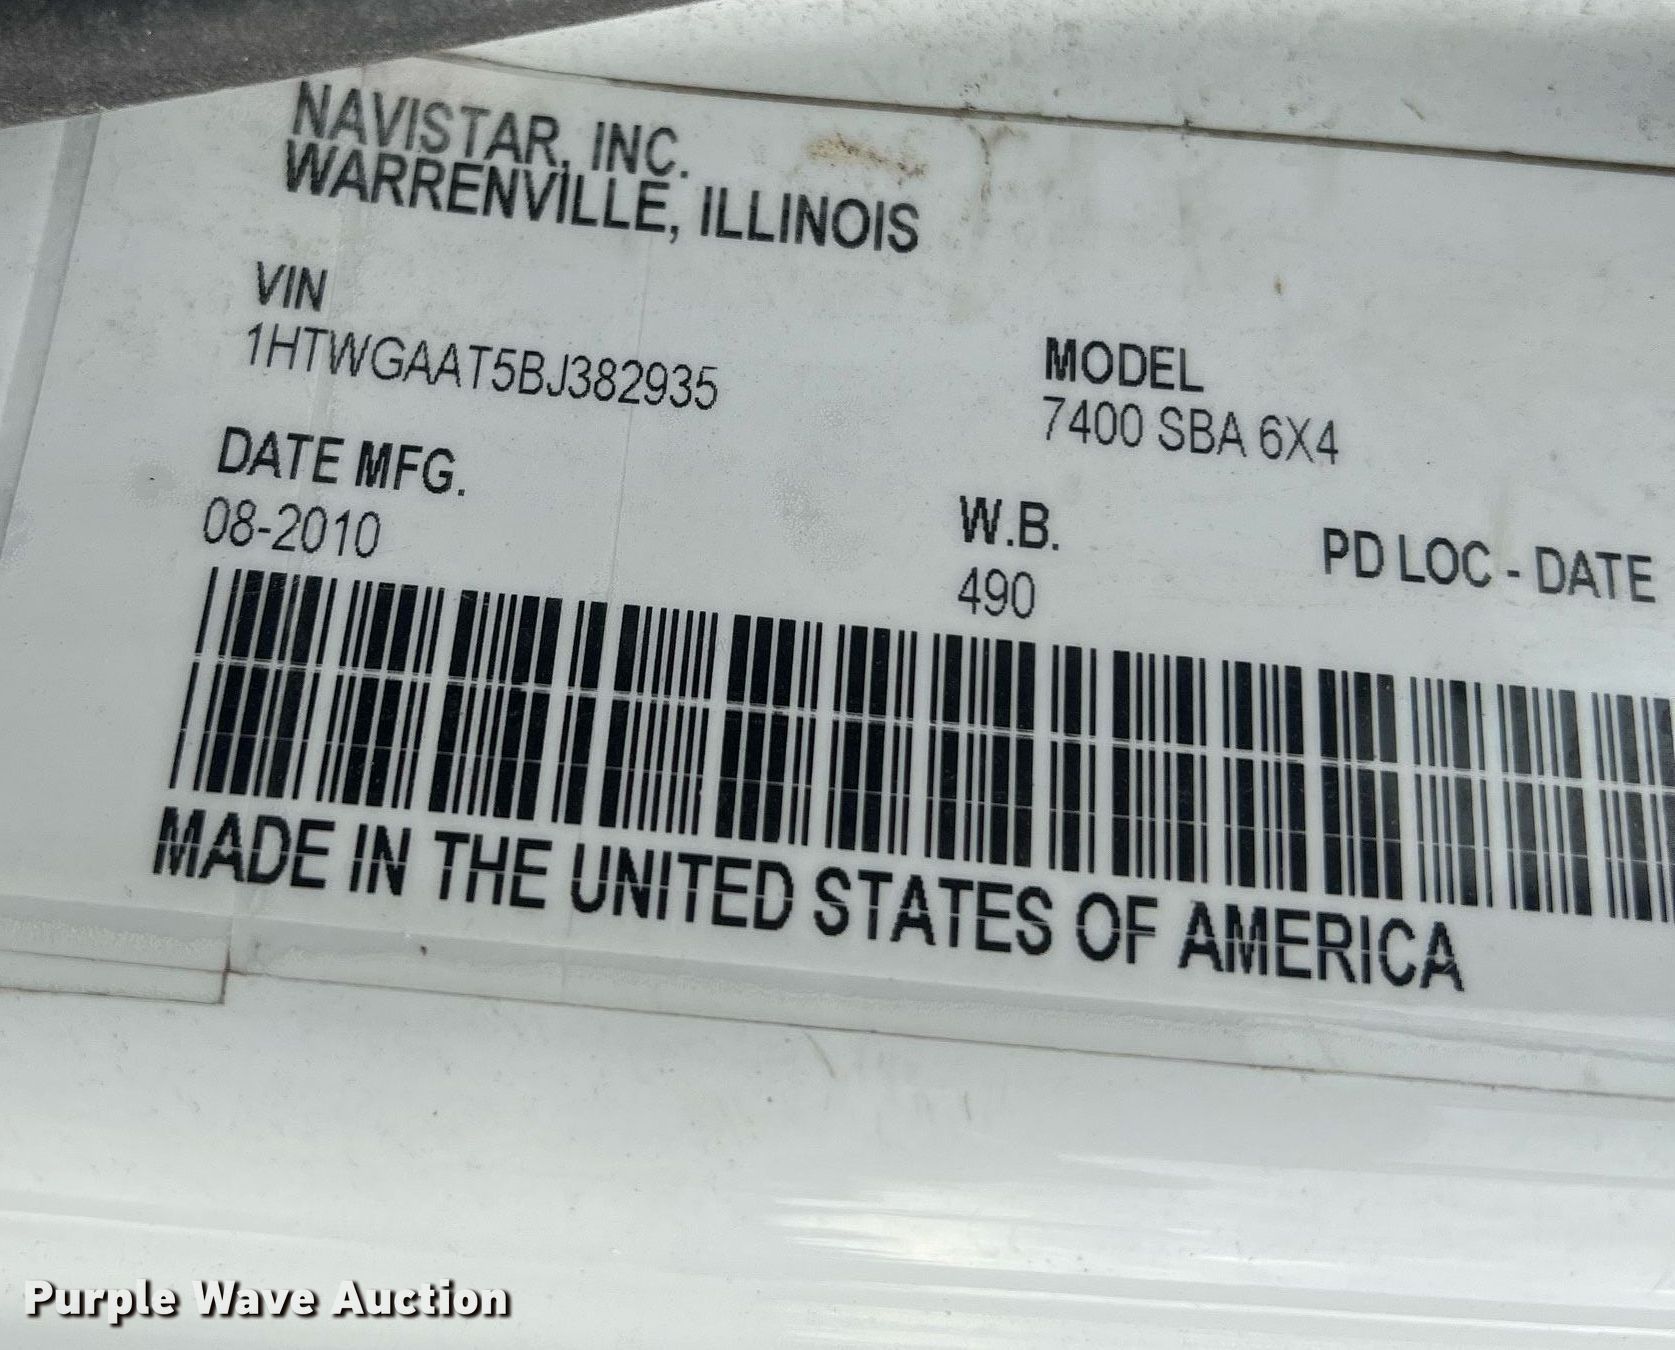 NAVISTAR, INC.
WARRENVILLE, ILLINOIS
VIN
1HTWGAAT5BJ382935
MODEL
7400 SBA 6X4
DATE MFG.
08-2010
W.B.
490
PD LOC - DATE
MADE IN THE UNITED STATES OF AMERICA
Purple Wave Auction